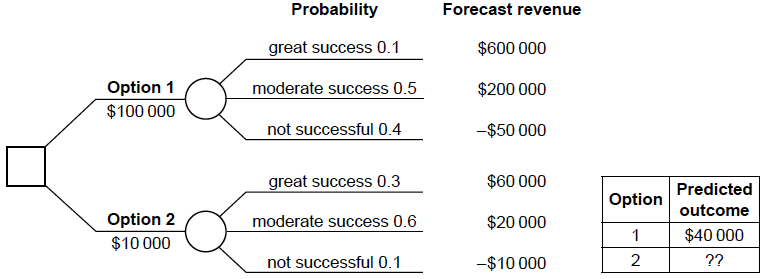 Probability Forecast revenue
great success 0.1 $600 000
Option 1 moderate success 0.5 $200 000
$100 000
not successful 0.4 –$50 000
great success 0.3 $60 000
Option 2 moderate success 0.6 $20 000
$10 000
not successful 0.1 –$10 000
Option Predicted outcome
1 $40 000
2 ??